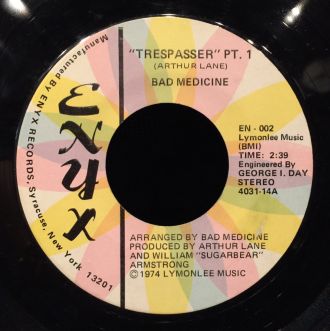 "TRESPASSER" PT. 1
(ARTHUR LANE)
BAD MEDICINE
Manufactured By ENYX RECORDS, Syracuse, New York 13201
ENYX
EN - 002
Lymonlee Music
(BMI)
TIME: 2:39
Engineered By
GEORGE I. DAY
STEREO
4031-14A
ARRANGED BY BAD MEDICINE
PRODUCED BY ARTHUR LANE
AND WILLIAM "SUGARBEAR"
ARMSTRONG
©1974 LYMONLEE MUSIC